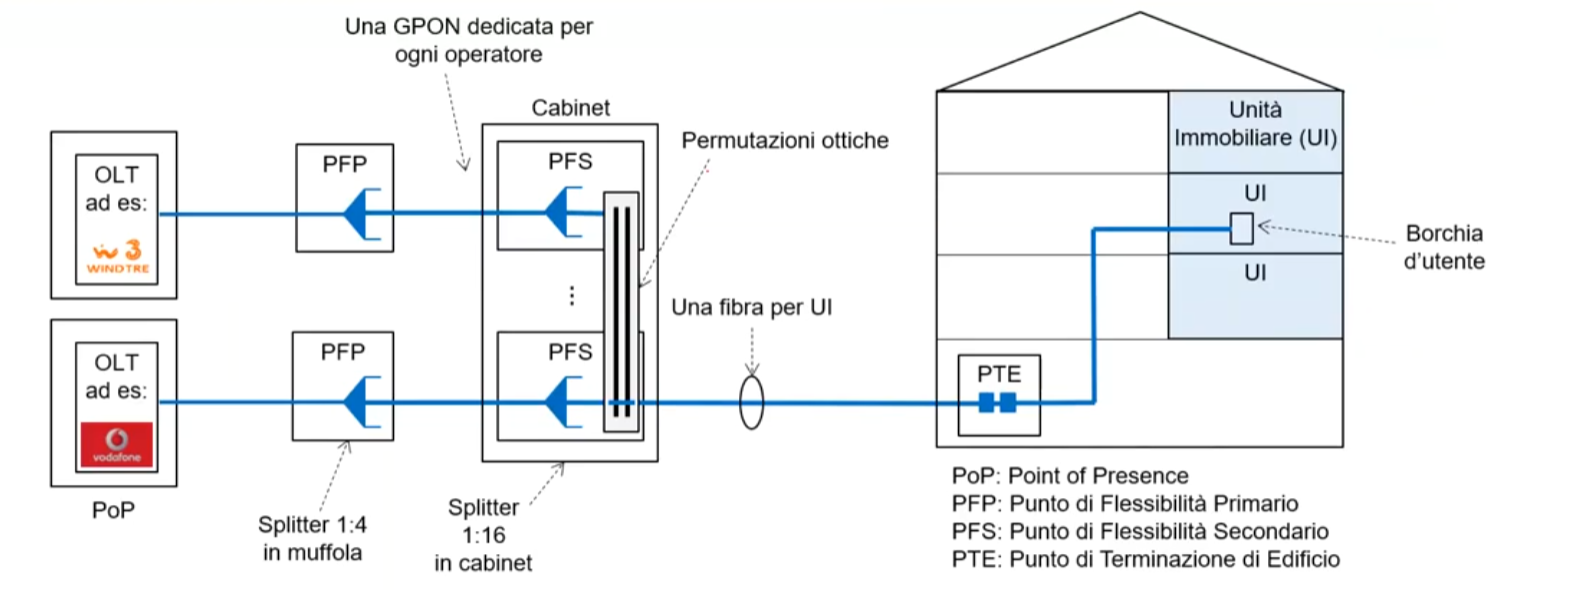 Una GPON dedicata per
ogni operatore
Cabinet
Permutazioni ottiche
OLT
ad es:
W 3
WINDTRE
PFP
PFS
Unità
Immobiliare (UI)
UI
Borchia
d'utente
UI
⋮
Una fibra per UI
OLT
ad es:
vodafone
PoP
PFP
PFS
PTE
Splitter 1:4
in muffola
Splitter
1:16
in cabinet
PoP: Point of Presence
PFP: Punto di Flessibilità Primario
PFS: Punto di Flessibilità Secondario
PTE: Punto di Terminazione di Edificio